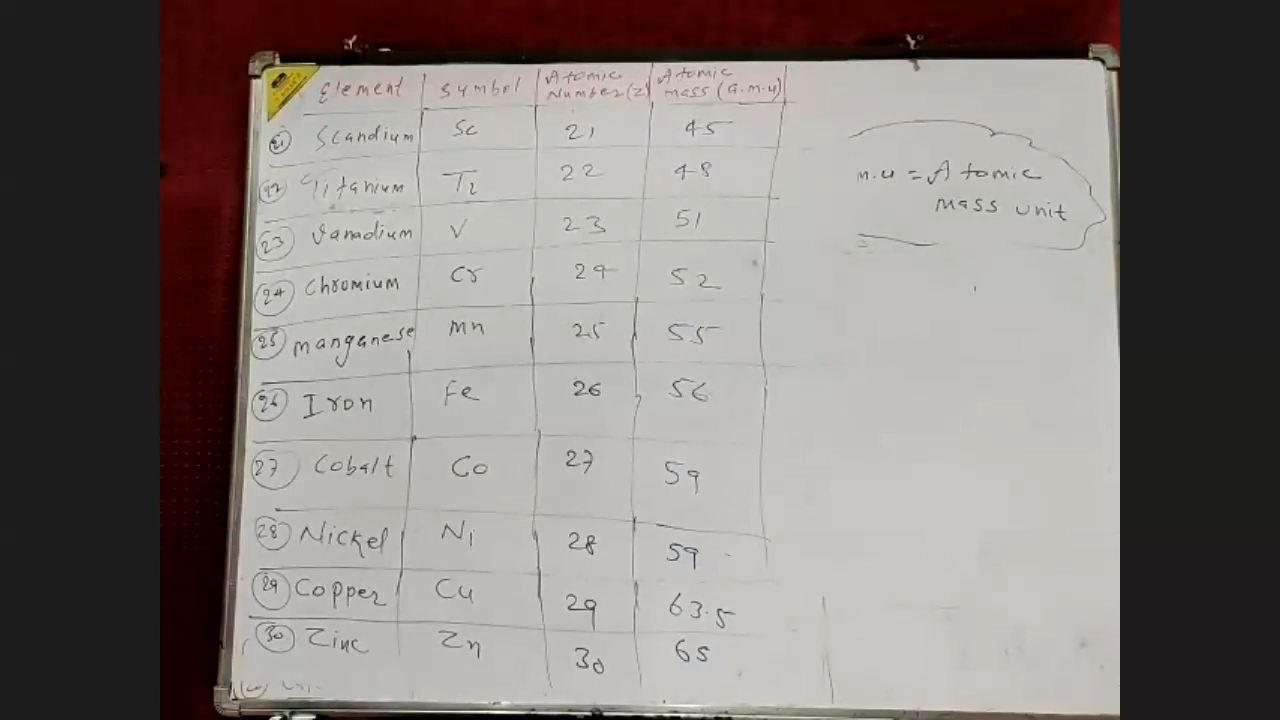 Element Symbol Atomic Number(Z) Atomic mass (a.m.u)
21 Scandium Sc 21 45
22 Titanium Ti 22 48
23 Vanadium V 23 51
24 Chromium Cr 24 52
25 Manganese Mn 25 55
26 Iron Fe 26 56
27 Cobalt Co 27 59
28 Nickel Ni 28 59
29 Copper Cu 29 63.5
30 Zinc Zn 30 65
m.u = Atomic
mass unit